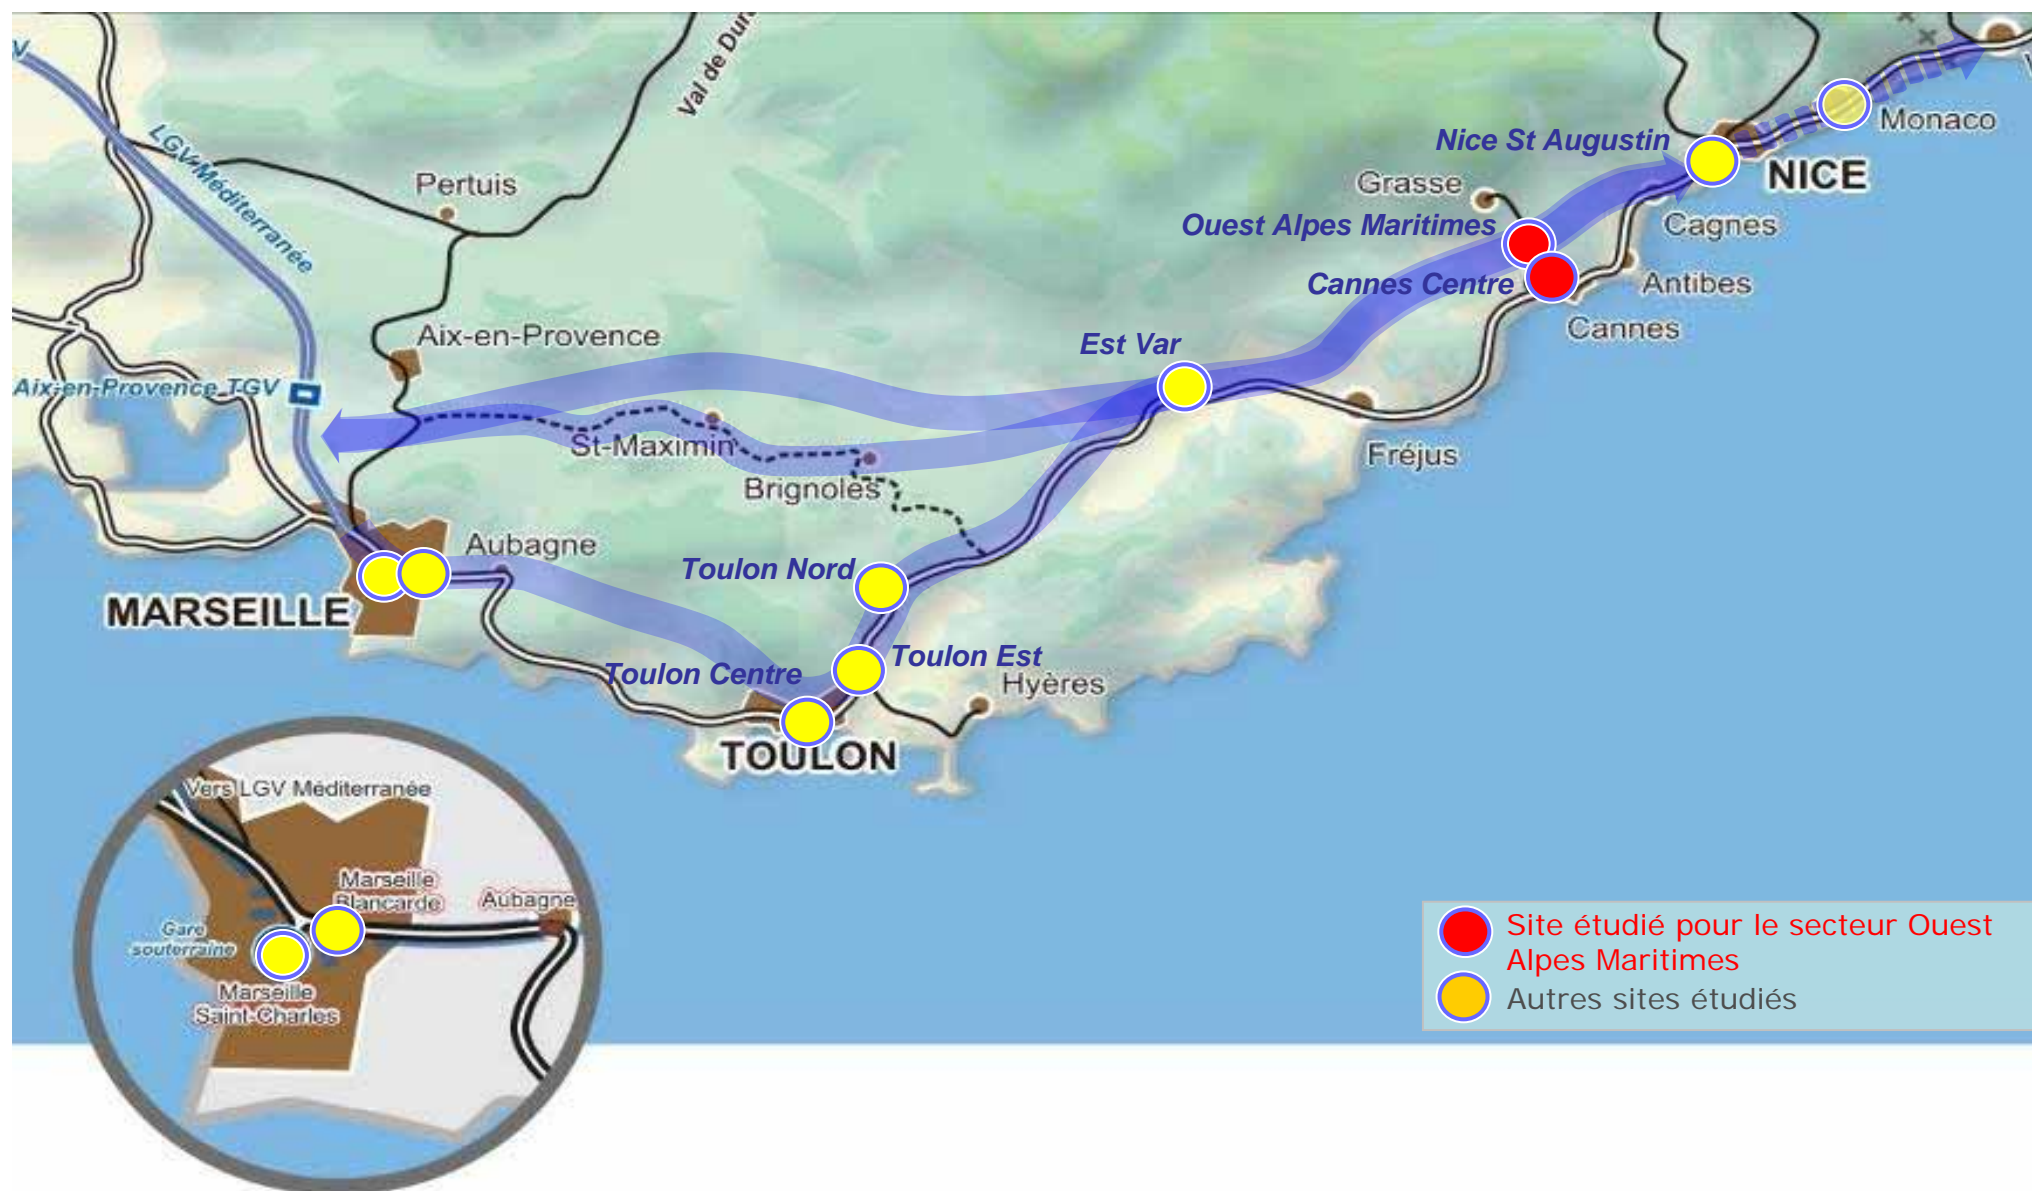 V
Val de Dura
LGV Méditerranée
Pertuis
Nice St Augustin
Monaco
NICE
Grasse
Ouest Alpes Maritimes
Cagnes
Cannes Centre
Antibes
Cannes
Aix-en-Provence
Est Var
Aix-en-Provence TGV
St-Maximin
Brignoles
Fréjus
Aubagne
Toulon Nord
MARSEILLE
Toulon Est
Toulon Centre
Hyères
TOULON
Vers LGV Méditerranée
Marseille
Blancarde
Aubagne
Gare
souterraine
Marseille
Saint-Charles
Site étudié pour le secteur Ouest
Alpes Maritimes
Autres sites étudiés